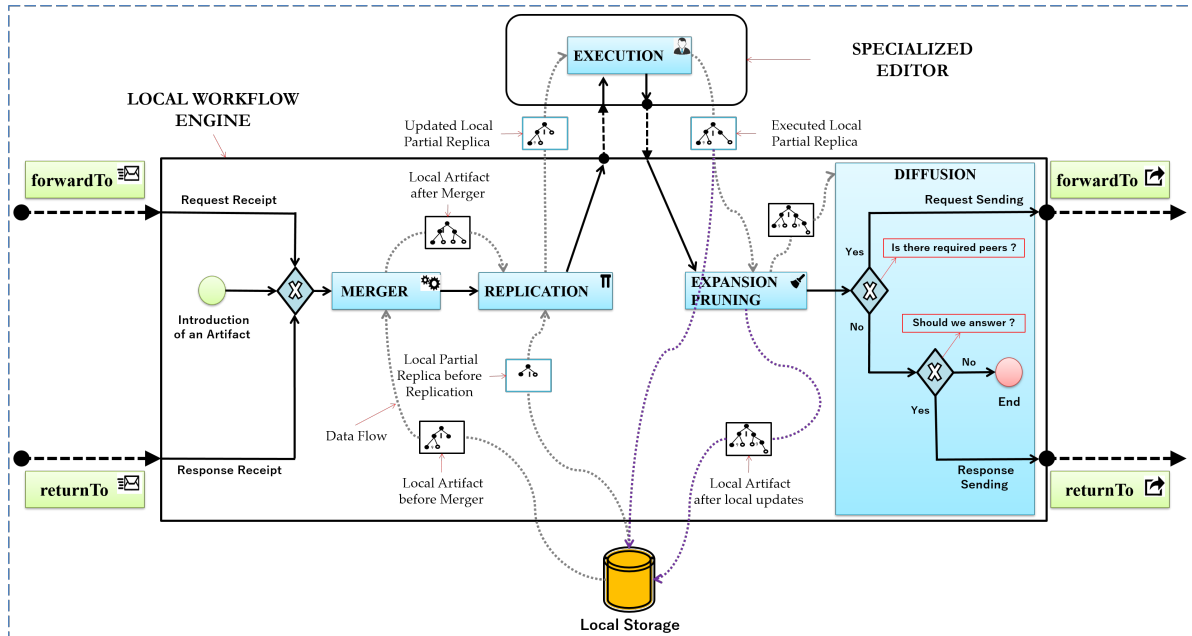 EXECUTION
SPECIALIZED
EDITOR
LOCAL WORKFLOW
ENGINE
Updated Local
Partial Replica
Executed Local
Partial Replica
forwardTo
Request Receipt
Local Artifact
after Merger
DIFFUSION
Request Sending
forwardTo
Yes
Is there required peers ?
X
MERGER
REPLICATION
EXPANSION
PRUNING
X
Introduction
of an Artifact
No
Should we answer ?
Local Partial
Replica before
Replication
X
No
End
Yes
Data Flow
Response Receipt
Local Artifact
before Merger
Local Artifact
after local updates
Response
Sending
returnTo
returnTo
Local Storage